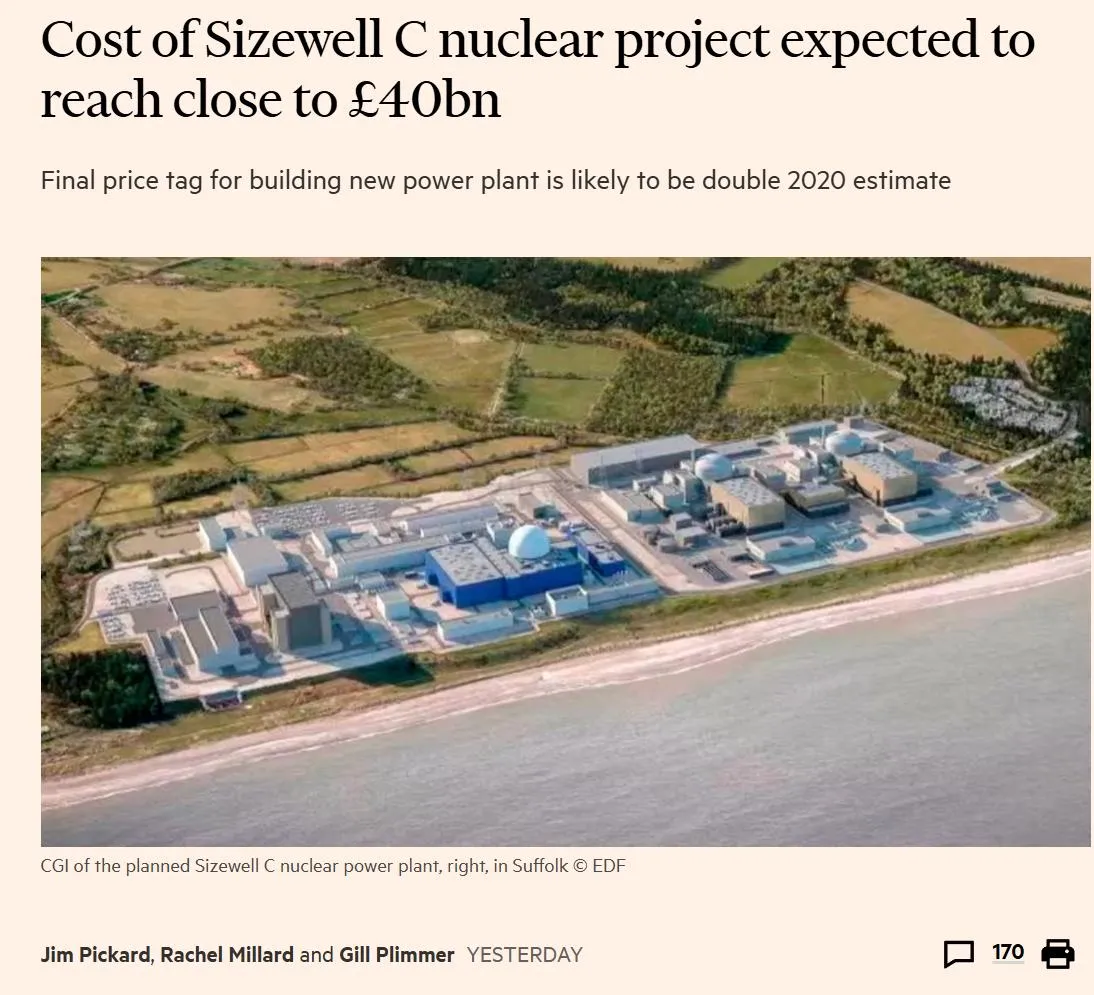 Cost of Sizewell C nuclear project expected to
reach close to £40bn
Final price tag for building new power plant is likely to be double 2020 estimate
CGI of the planned Sizewell C nuclear power plant, right, in Suffolk © EDF
Jim Pickard, Rachel Millard and Gill Plimmer YESTERDAY
170